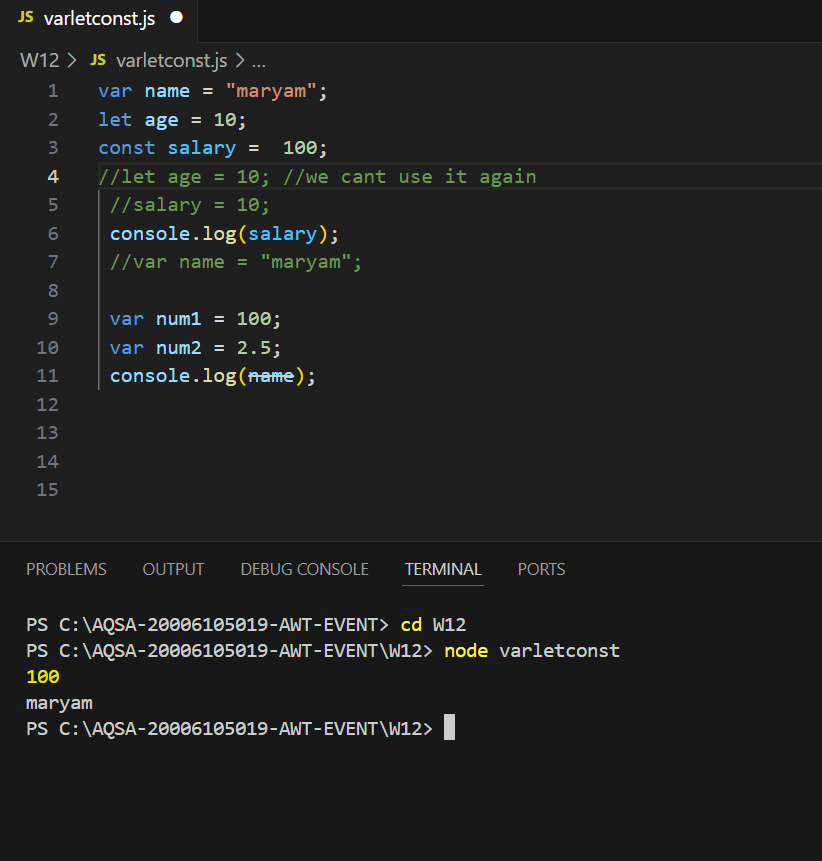 JS varletconst.js
W12 > JS varletconst.js > ...
1 var name = "maryam";
2 let age = 10;
3 const salary =  100;
4 //let age = 10; //we cant use it again
5  //salary = 10;
6  console.log(salary);
7  //var name = "maryam";
8
9  var num1 = 100;
10  var num2 = 2.5;
11  console.log(name);
12
13
14
15
PROBLEMS OUTPUT DEBUG CONSOLE TERMINAL PORTS
PS C:\AQSA-20006105019-AWT-EVENT> cd W12
PS C:\AQSA-20006105019-AWT-EVENT\W12> node varletconst
100
maryam
PS C:\AQSA-20006105019-AWT-EVENT\W12>